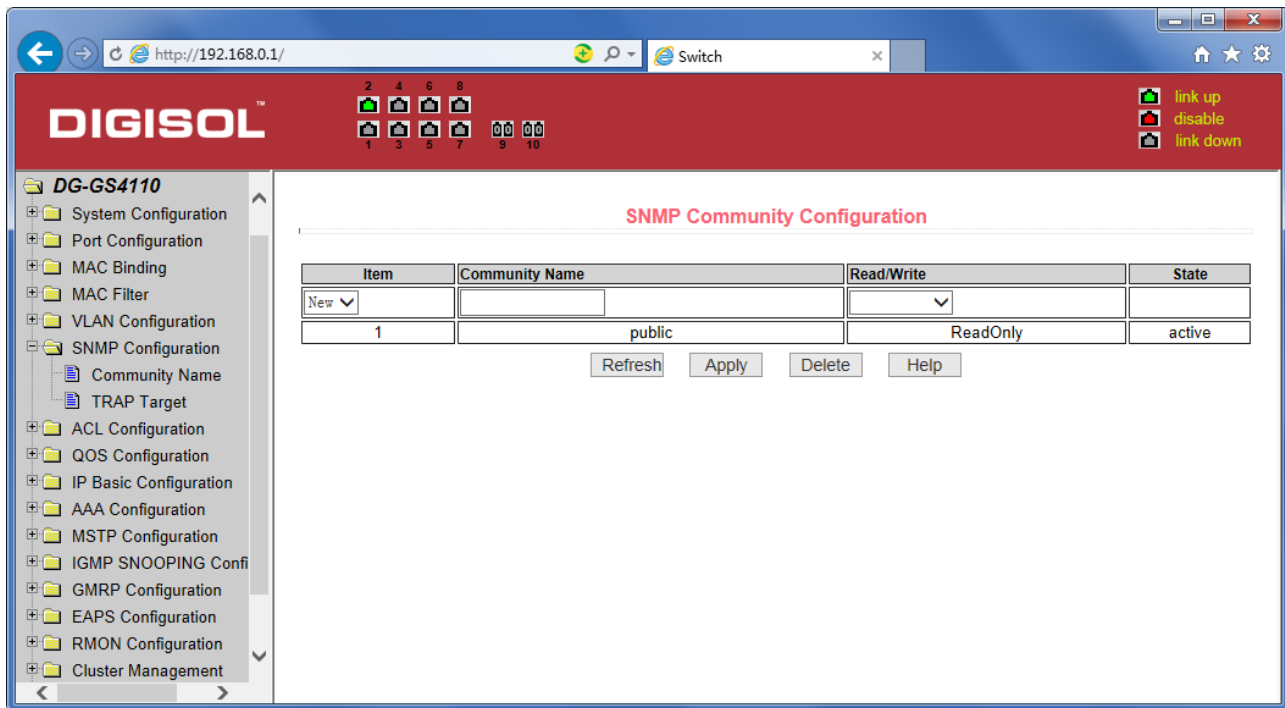 http://192.168.0.1/
Switch
DIGISOL™
2 4 6 8
1 3 5 7 9 10
link up
disable
link down
DG-GS4110
System Configuration
Port Configuration
MAC Binding
MAC Filter
VLAN Configuration
SNMP Configuration
Community Name
TRAP Target
ACL Configuration
QOS Configuration
IP Basic Configuration
AAA Configuration
MSTP Configuration
IGMP SNOOPING Confi
GMRP Configuration
EAPS Configuration
RMON Configuration
Cluster Management
SNMP Community Configuration
Item Community Name Read/Write State
New
1 public ReadOnly active
Refresh Apply Delete Help